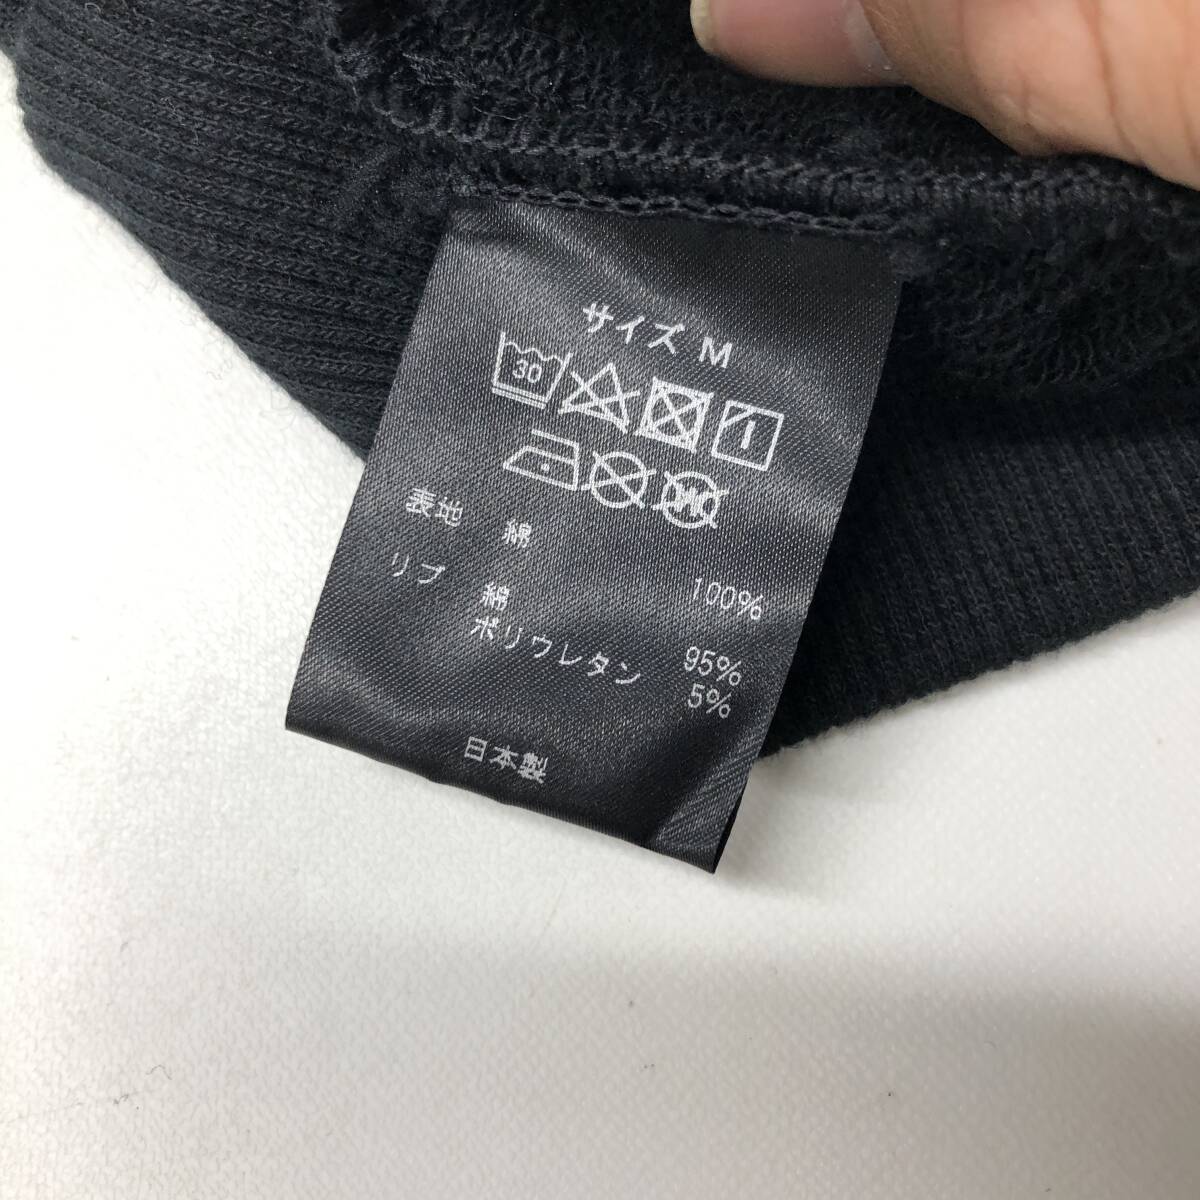 サイズ M
30
表地 綿 100%
リブ 綿 95%
ポリウレタン 5%
日本製